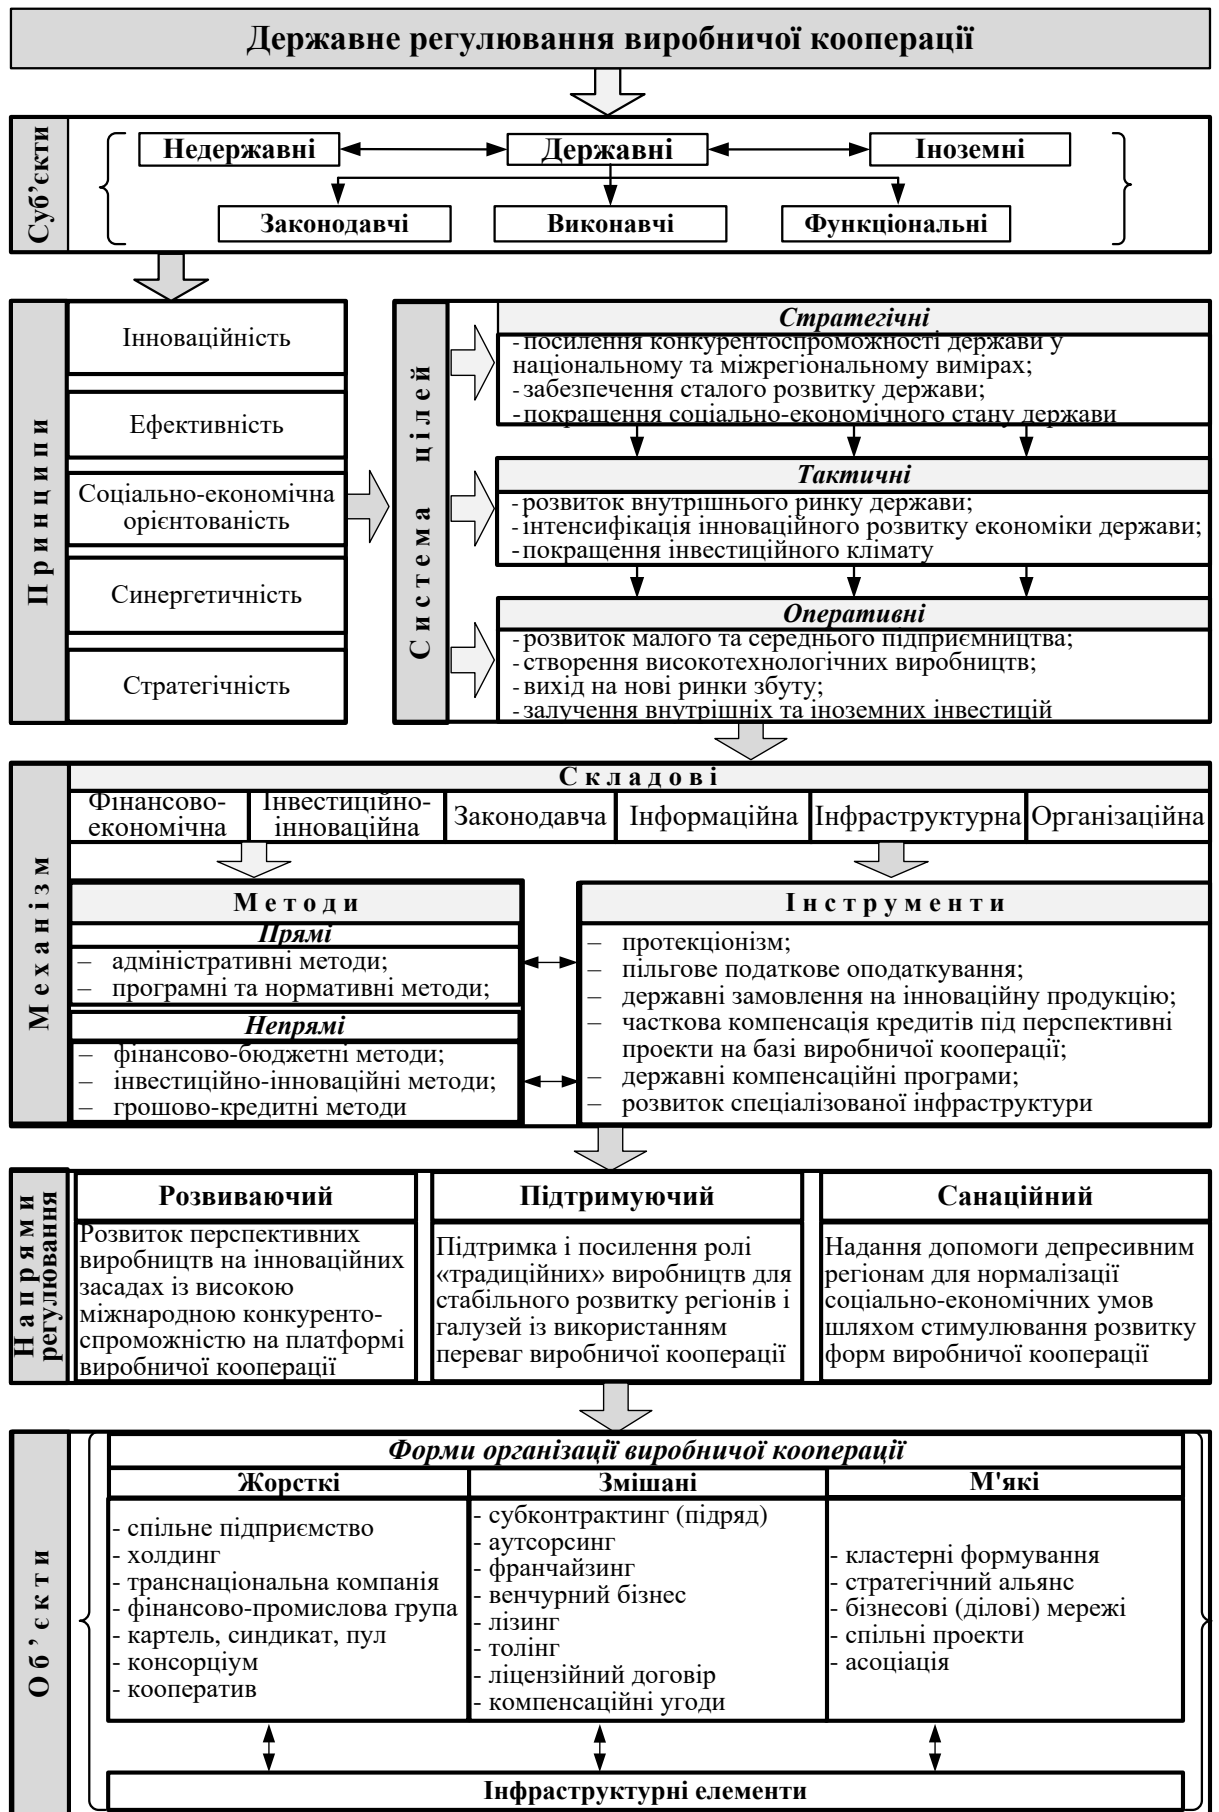 Державне регулювання виробничої кооперації
Суб’єкти
Недержавні
Державні
Іноземні
Законодавчі
Виконавчі
Функціональні
Принципи
Інноваційність
Ефективність
Соціально-економічна
орієнтованість
Синергетичність
Стратегічність
Система цілей
Стратегічні
- посилення конкурентоспроможності держави у
національному та міжрегіональному вимірах;
- забезпечення сталого розвитку держави;
- покращення соціально-економічного стану держави
Тактичні
- розвиток внутрішнього ринку держави;
- інтенсифікація інноваційного розвитку економіки держави;
- покращення інвестиційного клімату
Оперативні
- розвиток малого та середнього підприємництва;
- створення високотехнологічних виробництв;
- вихід на нові ринки збуту;
- залучення внутрішніх та іноземних інвестицій
Механізм
Складові
Фінансово-
економічна
Інвестиційно-
інноваційна
Законодавча
Інформаційна
Інфраструктурна
Організаційна
Методи
Прямі
– адміністративні методи;
– програмні та нормативні методи;
Непрямі
– фінансово-бюджетні методи;
– інвестиційно-інноваційні методи;
– грошово-кредитні методи
Інструменти
– протекціонізм;
– пільгове податкове оподаткування;
– державні замовлення на інноваційну продукцію;
– часткова компенсація кредитів під перспективні
проекти на базі виробничої кооперації;
– державні компенсаційні програми;
– розвиток спеціалізованої інфраструктури
Напрями
регулювання
Розвиваючий
Розвиток перспективних
виробництв на інноваційних
засадах із високою
міжнародною конкуренто-
спроможністю на платформі
виробничої кооперації
Підтримуючий
Підтримка і посилення ролі
«традиційних» виробництв для
стабільного розвитку регіонів і
галузей із використанням
переваг виробничої кооперації
Санаційний
Надання допомоги депресивним
регіонам для нормалізації
соціально-економічних умов
шляхом стимулювання розвитку
форм виробничої кооперації
Об’єкти
Форми організації виробничої кооперації
Жорсткі
- спільне підприємство
- холдинг
- транснаціональна компанія
- фінансово-промислова група
- картель, синдикат, пул
- консорціум
- кооператив
Змішані
- субконтрактинг (підряд)
- аутсорсинг
- франчайзинг
- венчурний бізнес
- лізинг
- толінг
- ліцензійний договір
- компенсаційні угоди
М'які
- кластерні формування
- стратегічний альянс
- бізнесові (ділові) мережі
- спільні проекти
- асоціація
Інфраструктурні елементи